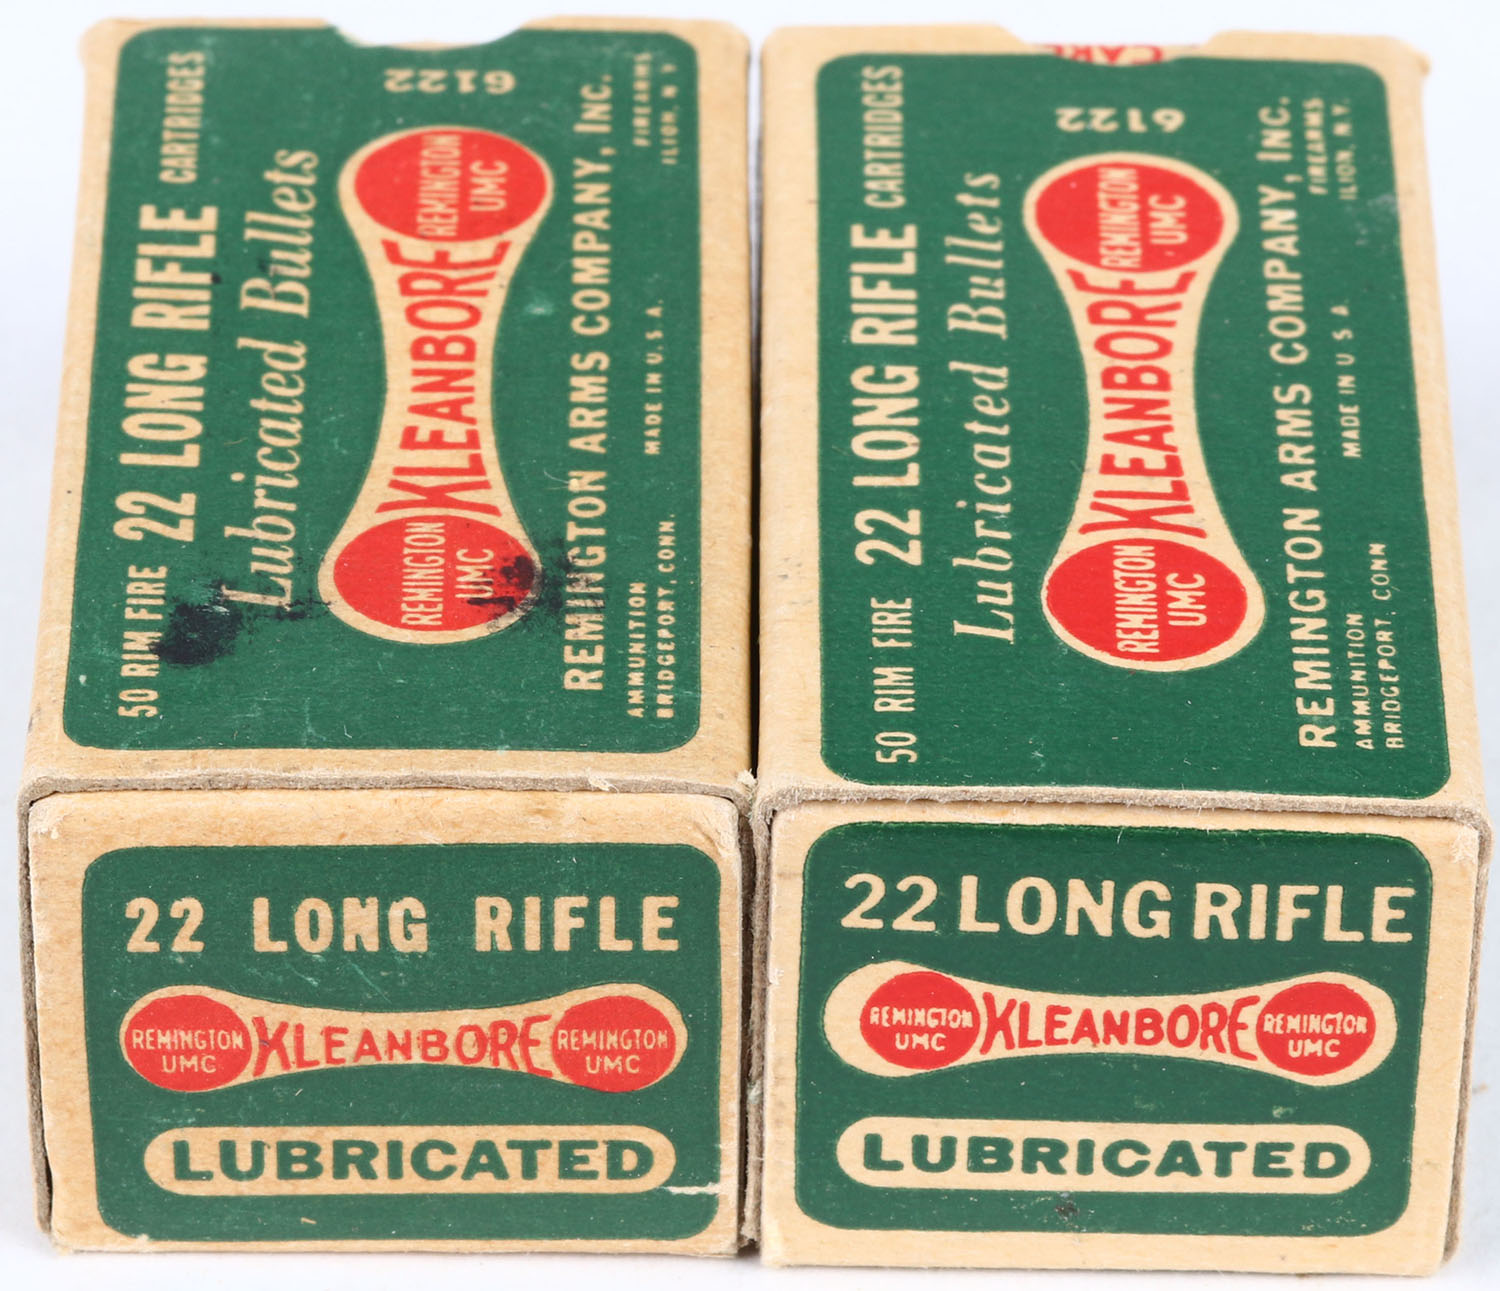 6122
50 RIM FIRE 22 LONG RIFLE CARTRIDGES
Lubricated Bullets
REMINGTON
UMC
KLEANBORE
REMINGTON
UMC
REMINGTON ARMS COMPANY, INC.
AMMUNITION
BRIDGEPORT, CONN.
MADE IN U.S.A.
FIREARMS
ILION, N Y
22 LONG RIFLE
REMINGTON
UMC
KLEANBORE
REMINGTON
UMC
LUBRICATED
6122
50 RIM FIRE 22 LONG RIFLE CARTRIDGES
Lubricated Bullets
REMINGTON
UMC
KLEANBORE
REMINGTON
UMC
REMINGTON ARMS COMPANY, INC.
AMMUNITION
BRIDGEPORT, CONN
MADE IN U S A
FIREARMS
ILION, N.Y.
22 LONG RIFLE
REMINGTON
UMC
KLEANBORE
REMINGTON
UMC
LUBRICATED